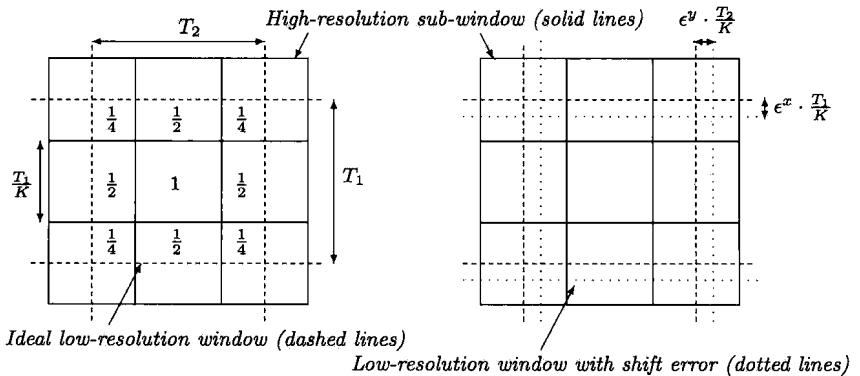 High-resolution sub-window (solid lines)
T₂
ϵʸ · T₂/K
1/4 1/2 1/4
ϵˣ · T₁/K
T₁/K
1/2 1 1/2
T₁
1/4 1/2 1/4
Ideal low-resolution window (dashed lines)
Low-resolution window with shift error (dotted lines)